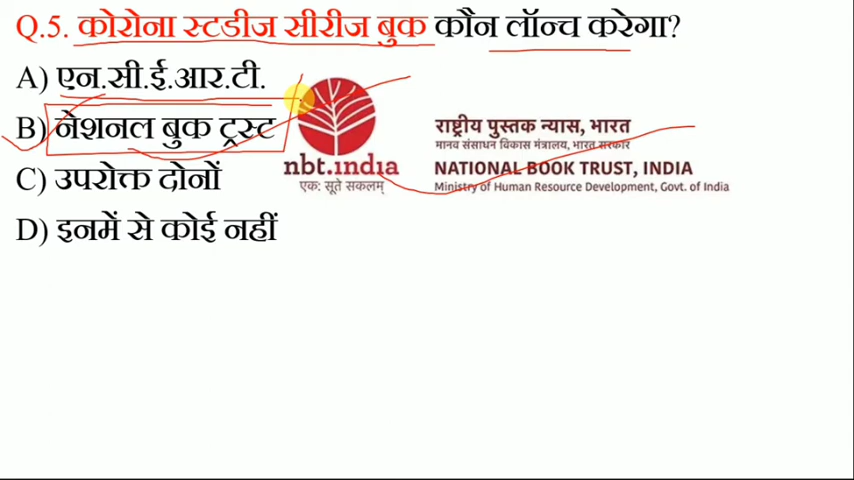 Q.5. कोरोना स्टडीज सीरीज बुक कौन लॉन्च करेगा?
A) एन.सी.ई.आर.टी.
B) नेशनल बुक ट्रस्ट
C) उपरोक्त दोनों
D) इनमें से कोई नहीं
nbt.india
एक: सूते सकलम्
राष्ट्रीय पुस्तक न्यास, भारत
मानव संसाधन विकास मंत्रालय, भारत सरकार
NATIONAL BOOK TRUST, INDIA
Ministry of Human Resource Development, Govt. of India